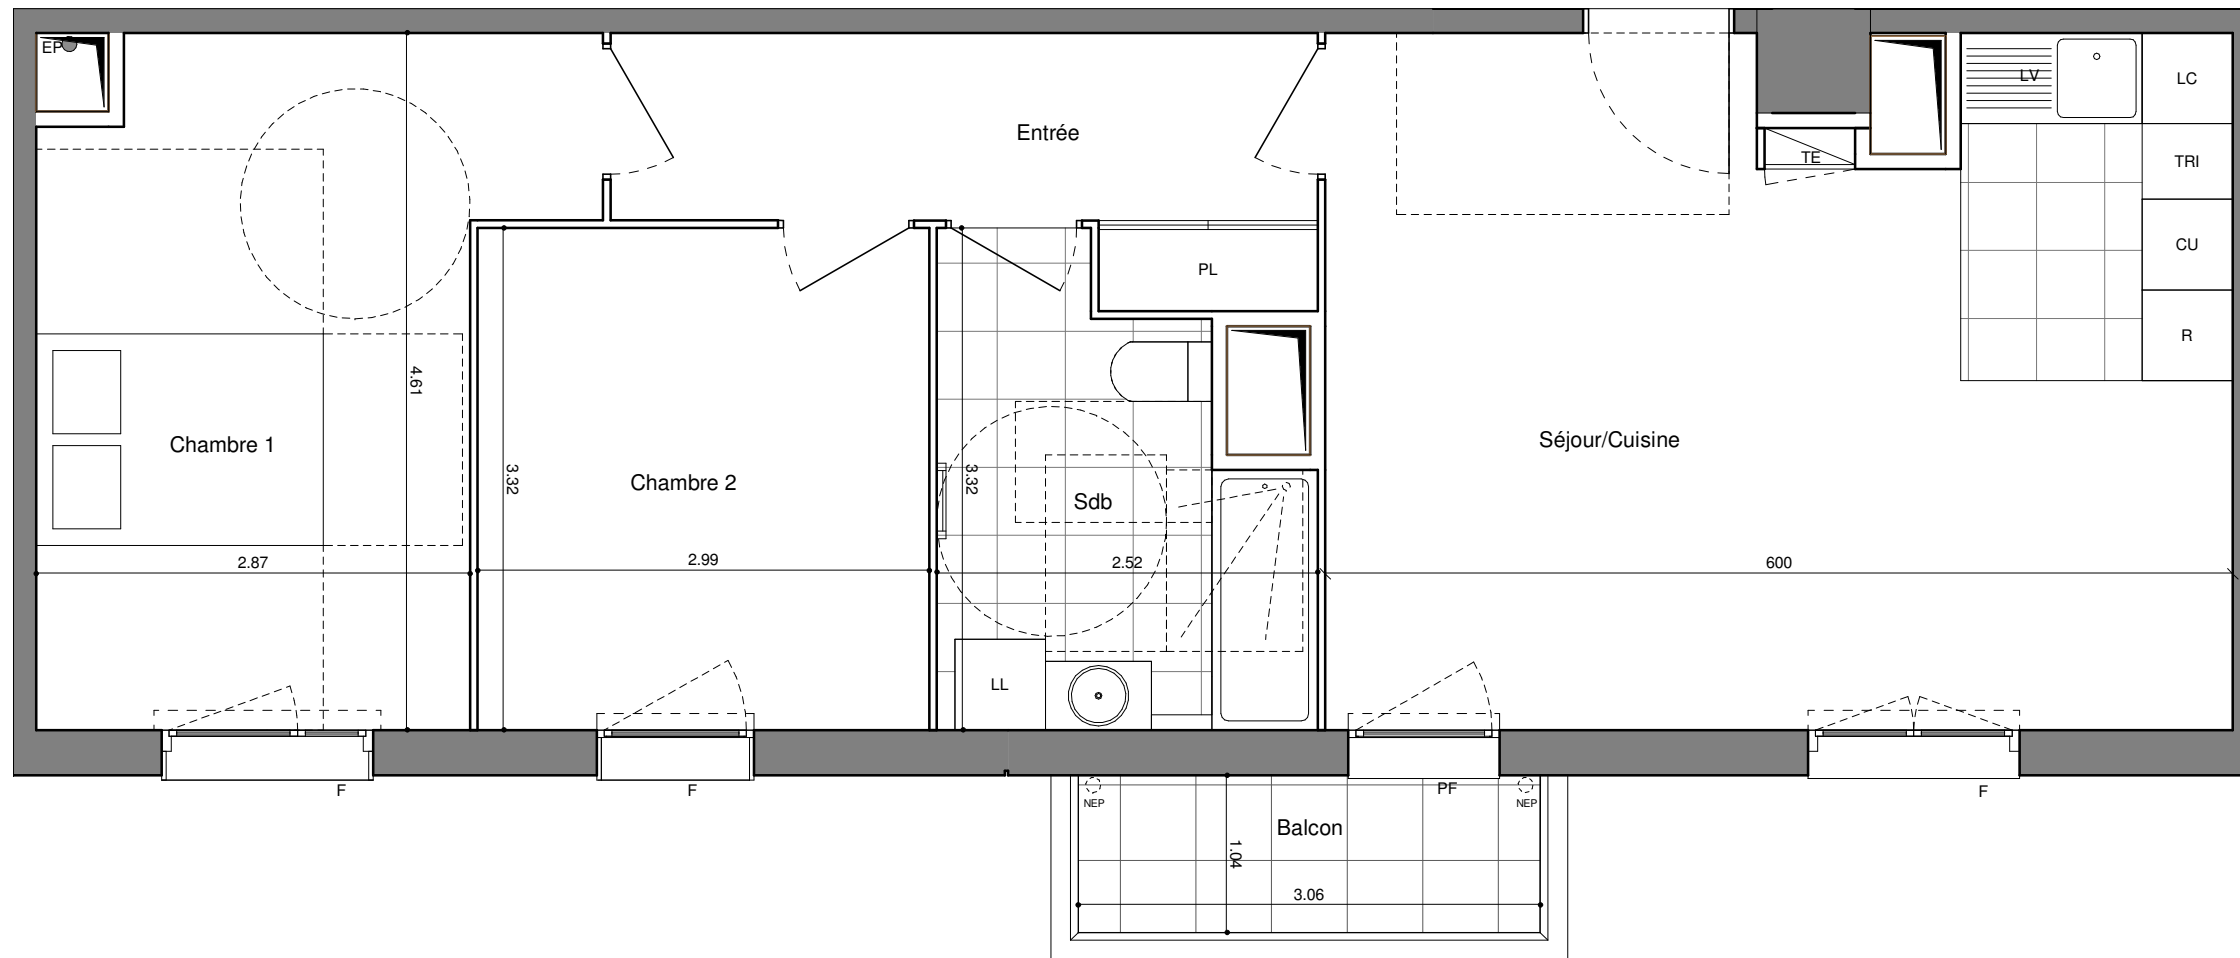 EP
LV
LC
Entrée
TE
TRI
CU
PL
R
4.61
Chambre 1
Séjour/Cuisine
3.32
Chambre 2
3.32
Sdb
2.87
2.99
2.52
600
LL
F
F
NEP
PF
NEP
F
Balcon
1.04
3.06